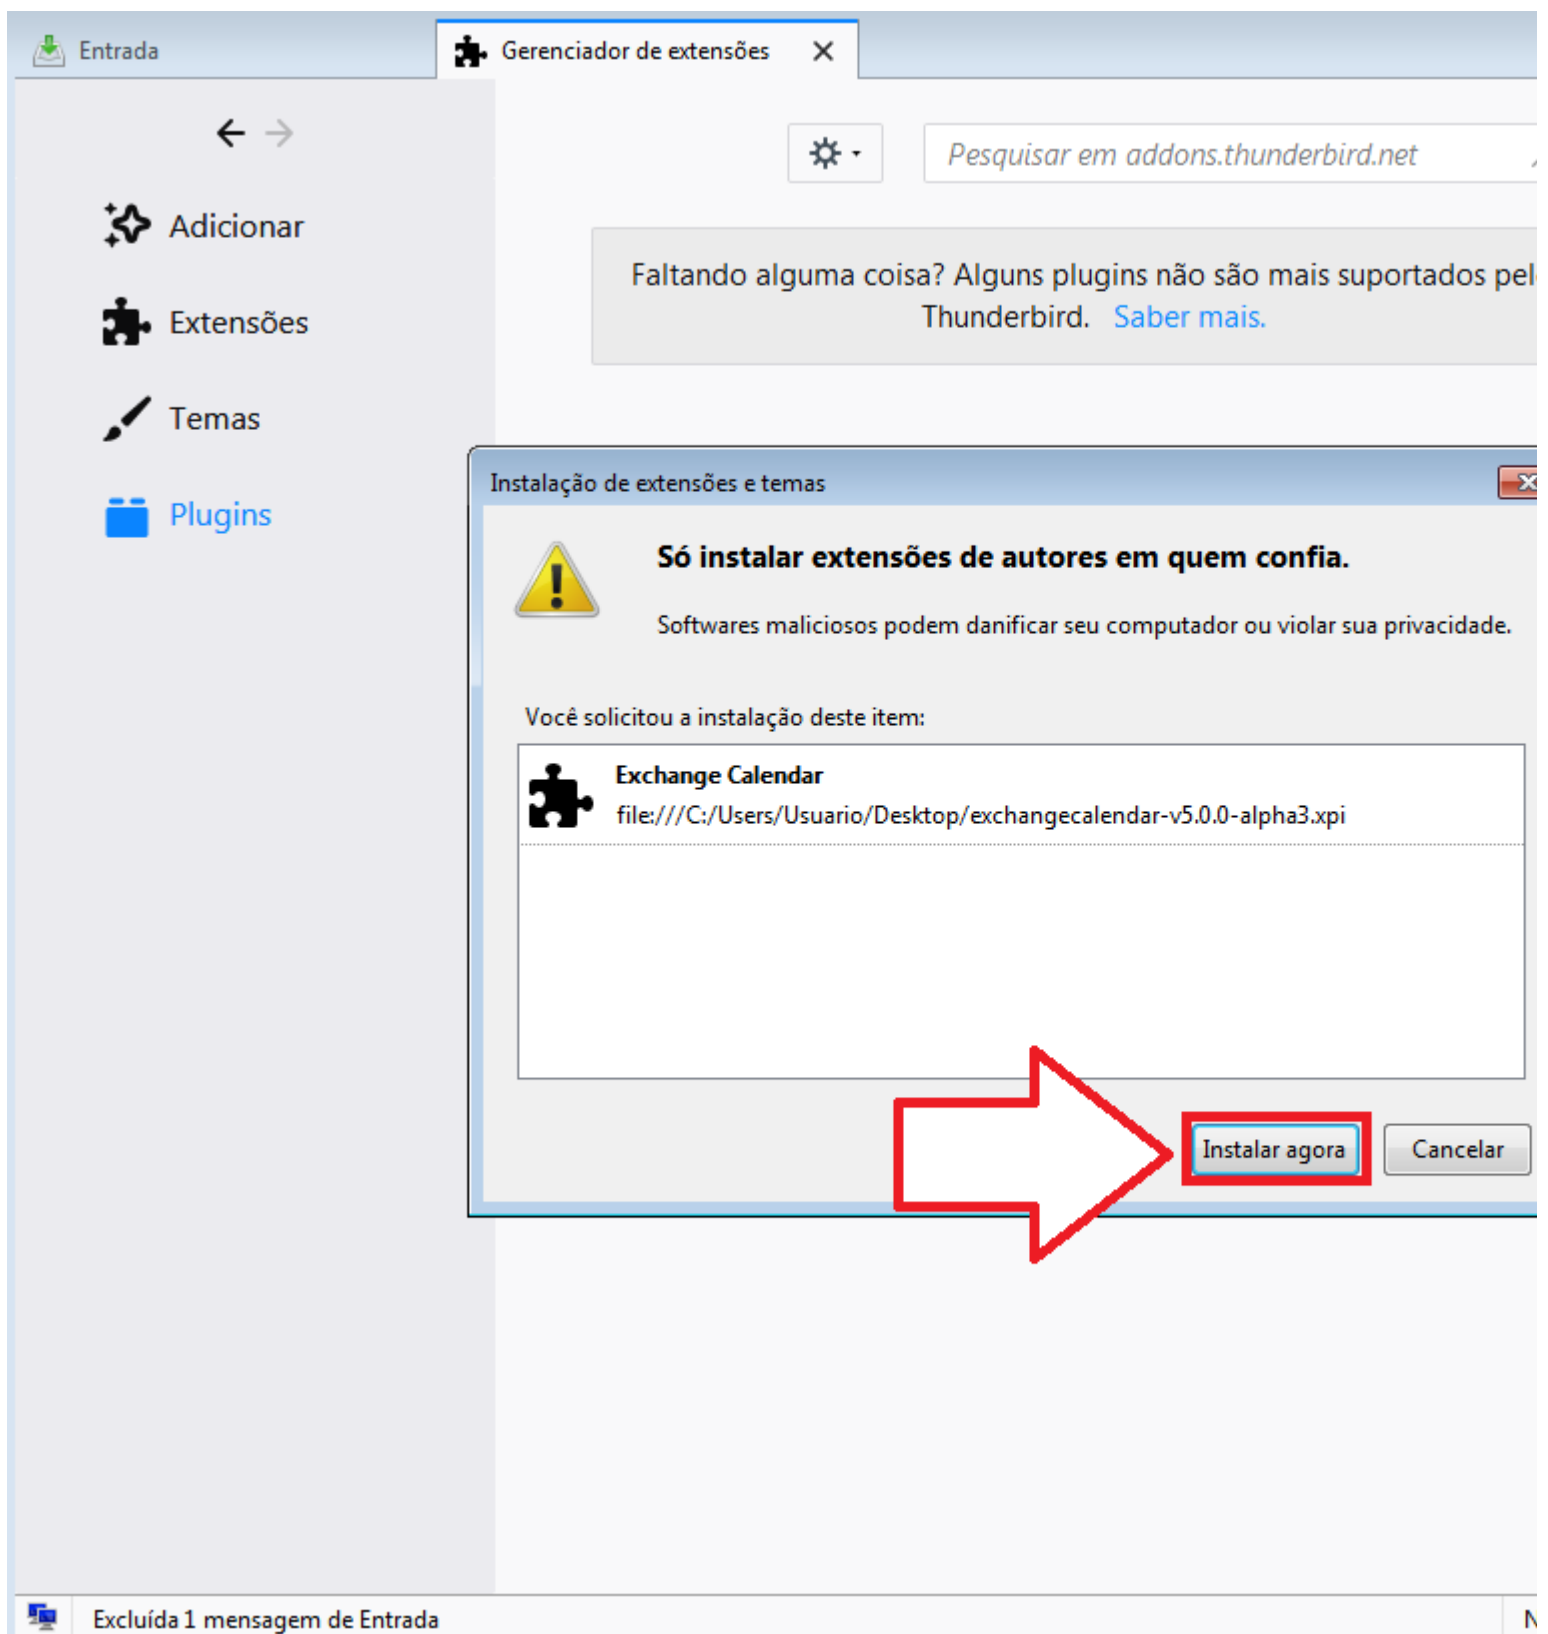 Entrada
Gerenciador de extensões
Pesquisar em addons.thunderbird.net
Adicionar
Extensões
Temas
Plugins
Faltando alguma coisa? Alguns plugins não são mais suportados pel
Thunderbird. Saber mais.
Instalação de extensões e temas
Só instalar extensões de autores em quem confia.
Softwares maliciosos podem danificar seu computador ou violar sua privacidade.
Você solicitou a instalação deste item:
Exchange Calendar
file:///C:/Users/Usuario/Desktop/exchangecalendar-v5.0.0-alpha3.xpi
Instalar agora
Cancelar
Excluída 1 mensagem de Entrada
N